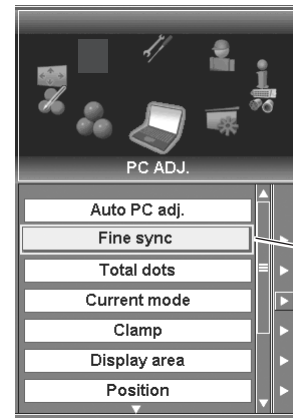 PC ADJ.
Auto PC adj.
Fine sync
Total dots
Current mode
Clamp
Display area
Position